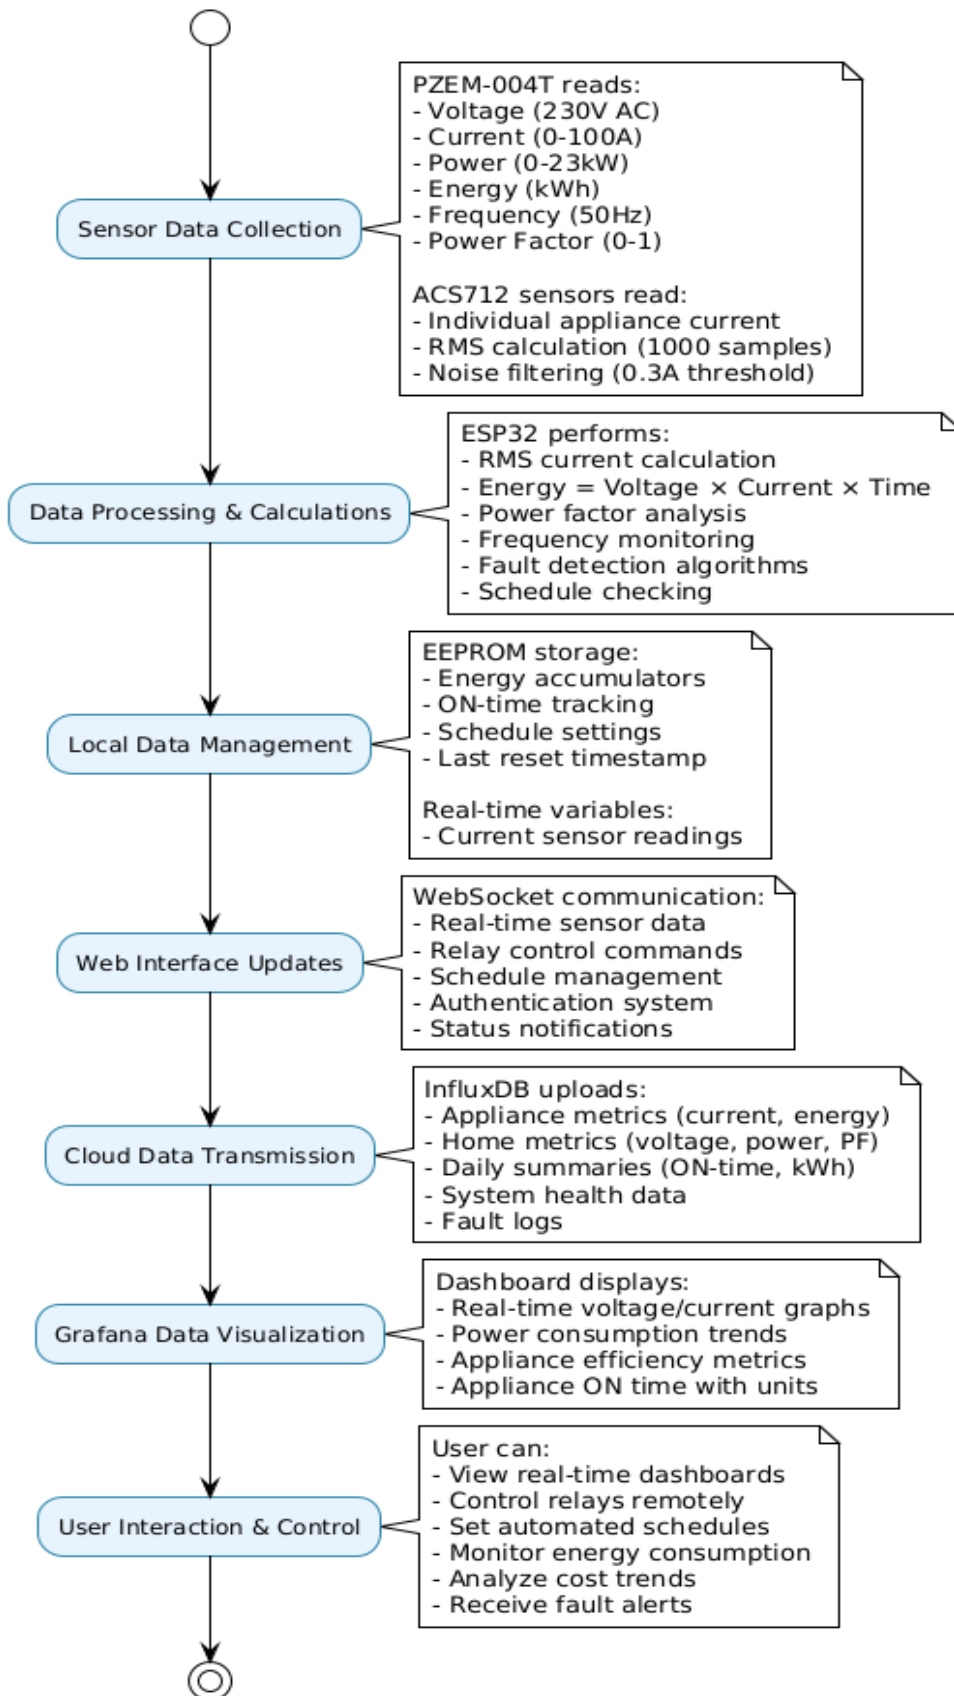 PZEM-004T reads:
- Voltage (230V AC)
- Current (0-100A)
- Power (0-23kW)
- Energy (kWh)
- Frequency (50Hz)
- Power Factor (0-1)
ACS712 sensors read:
- Individual appliance current
- RMS calculation (1000 samples)
- Noise filtering (0.3A threshold)
Sensor Data Collection
ESP32 performs:
- RMS current calculation
- Energy = Voltage × Current × Time
- Power factor analysis
- Frequency monitoring
- Fault detection algorithms
- Schedule checking
Data Processing & Calculations
EEPROM storage:
- Energy accumulators
- ON-time tracking
- Schedule settings
- Last reset timestamp
Real-time variables:
- Current sensor readings
Local Data Management
WebSocket communication:
- Real-time sensor data
- Relay control commands
- Schedule management
- Authentication system
- Status notifications
Web Interface Updates
InfluxDB uploads:
- Appliance metrics (current, energy)
- Home metrics (voltage, power, PF)
- Daily summaries (ON-time, kWh)
- System health data
- Fault logs
Cloud Data Transmission
Dashboard displays:
- Real-time voltage/current graphs
- Power consumption trends
- Appliance efficiency metrics
- Appliance ON time with units
Grafana Data Visualization
User can:
- View real-time dashboards
- Control relays remotely
- Set automated schedules
- Monitor energy consumption
- Analyze cost trends
- Receive fault alerts
User Interaction & Control